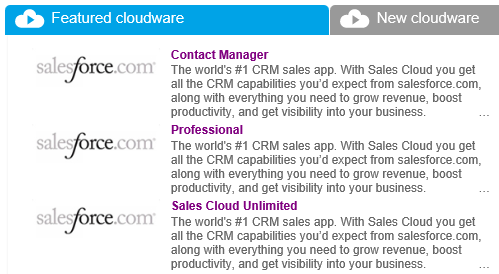 Featured cloudware
New cloudware
salesforce.com
Contact Manager
The world's #1 CRM sales app. With Sales Cloud you get
all the CRM capabilities you'd expect from salesforce.com,
along with everything you need to grow revenue, boost
productivity, and get visibility into your business. ...
salesforce.com
Professional
The world's #1 CRM sales app. With Sales Cloud you get
all the CRM capabilities you'd expect from salesforce.com,
along with everything you need to grow revenue, boost
productivity, and get visibility into your business. ...
salesforce.com
Sales Cloud Unlimited
The world's #1 CRM sales app. With Sales Cloud you get
all the CRM capabilities you'd expect from salesforce.com,
along with everything you need to grow revenue, boost
productivity, and get visibility into your business. ...